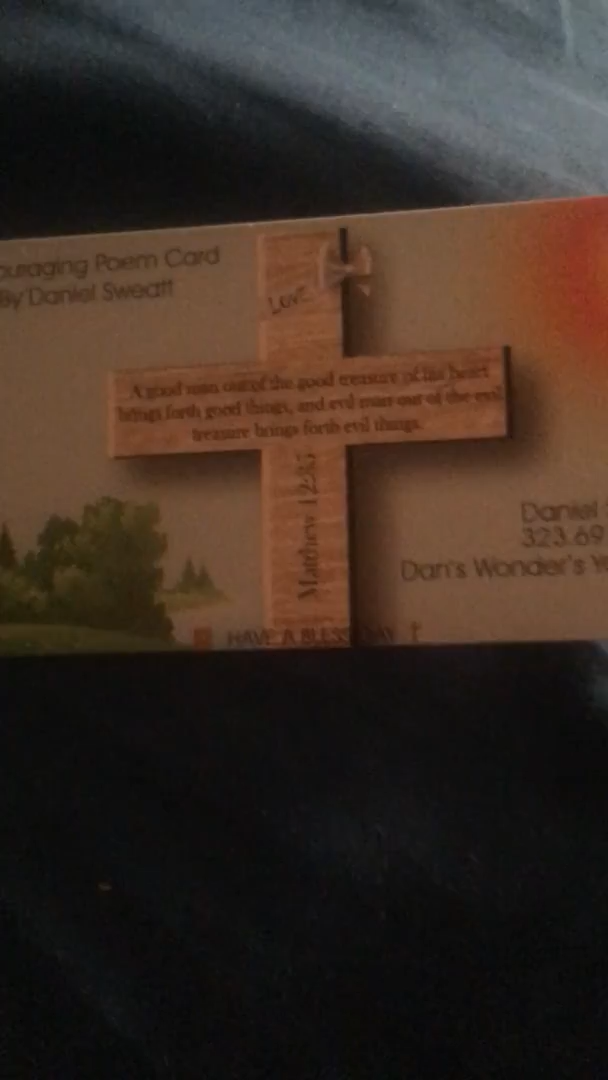 ouraging Poem Card
By Daniel Sweatt
Love
A good man out of the good treasure of his heart
brings forth good things, and evil man out of the evil
treasure brings forth evil things.
Matthew 12:35
Daniel
323.69
Dan's Wonder's
HAVE A BLESS DAY